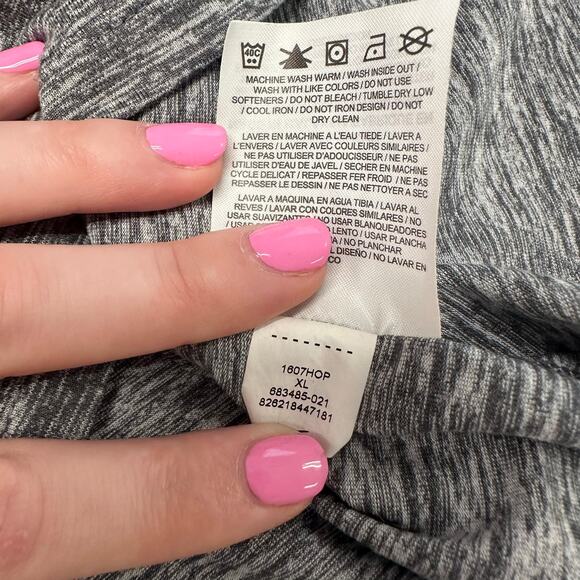 40C
MACHINE WASH WARM / WASH INSIDE OUT /
WASH WITH LIKE COLORS / DO NOT USE
SOFTENERS / DO NOT BLEACH / TUMBLE DRY LOW
/ COOL IRON / DO NOT IRON DESIGN / DO NOT
DRY CLEAN
LAVER EN MACHINE A L'EAU TIEDE / LAVER A
L'ENVERS / LAVER AVEC COULEURS SIMILAIRES /
NE PAS UTILISER D'ADOUCISSEUR / NE PAS
UTILISER D'EAU DE JAVEL / SECHER EN MACHINE
CYCLE DELICAT / REPASSER FER FROID / NE PAS
REPASSER LE DESSIN / NE PAS NETTOYER A SEC
LAVAR A MAQUINA EN AGUA TIBIA / LAVAR AL
REVES / LAVAR CON COLORES SIMILARES / NO
USAR SUAVIZANTES / NO USAR BLANQUEADORES
LENTO / USAR PLANCHA
/ NO PLANCHAR
DISEÑO / NO LAVAR EN
1607HOP
XL
683485-021
826218447181